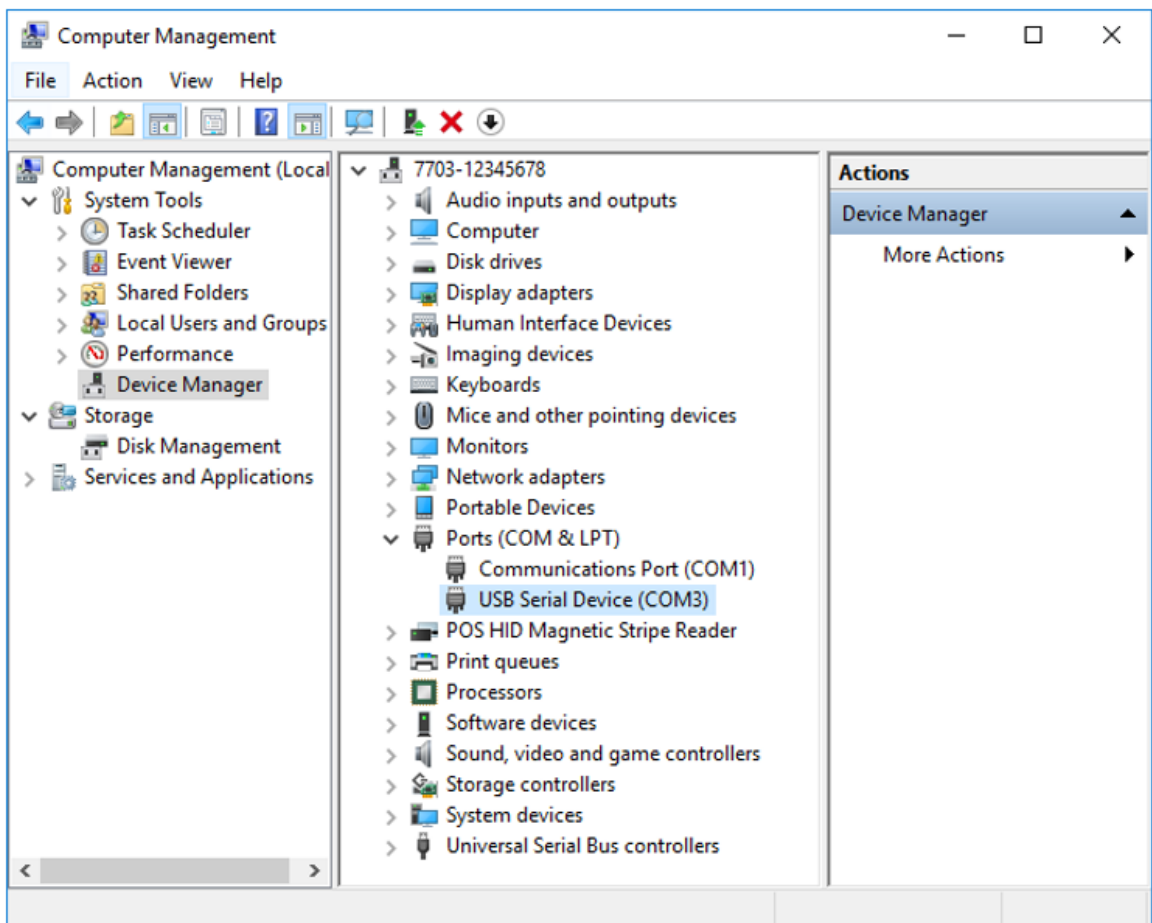 Computer Management
File Action View Help
Computer Management (Local
System Tools
Task Scheduler
Event Viewer
Shared Folders
Local Users and Groups
Performance
Device Manager
Storage
Disk Management
Services and Applications
7703-12345678
Audio inputs and outputs
Computer
Disk drives
Display adapters
Human Interface Devices
Imaging devices
Keyboards
Mice and other pointing devices
Monitors
Network adapters
Portable Devices
Ports (COM & LPT)
Communications Port (COM1)
USB Serial Device (COM3)
POS HID Magnetic Stripe Reader
Print queues
Processors
Software devices
Sound, video and game controllers
Storage controllers
System devices
Universal Serial Bus controllers
Actions
Device Manager
More Actions